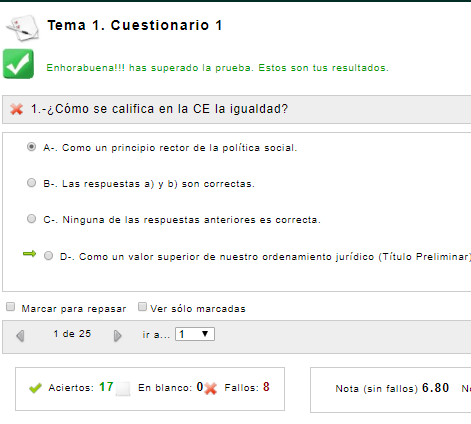 Tema 1. Cuestionario 1
Enhorabuena!!! has superado la prueba. Estos son tus resultados.
1.-¿Cómo se califica en la CE la igualdad?
A-. Como un principio rector de la política social.
B-. Las respuestas a) y b) son correctas.
C-. Ninguna de las respuestas anteriores es correcta.
D-. Como un valor superior de nuestro ordenamiento jurídico (Título Preliminar)
Marcar para repasar Ver sólo marcadas
1 de 25 ir a... 1
Aciertos: 17 En blanco: 0 Fallos: 8 Nota (sin fallos) 6.80